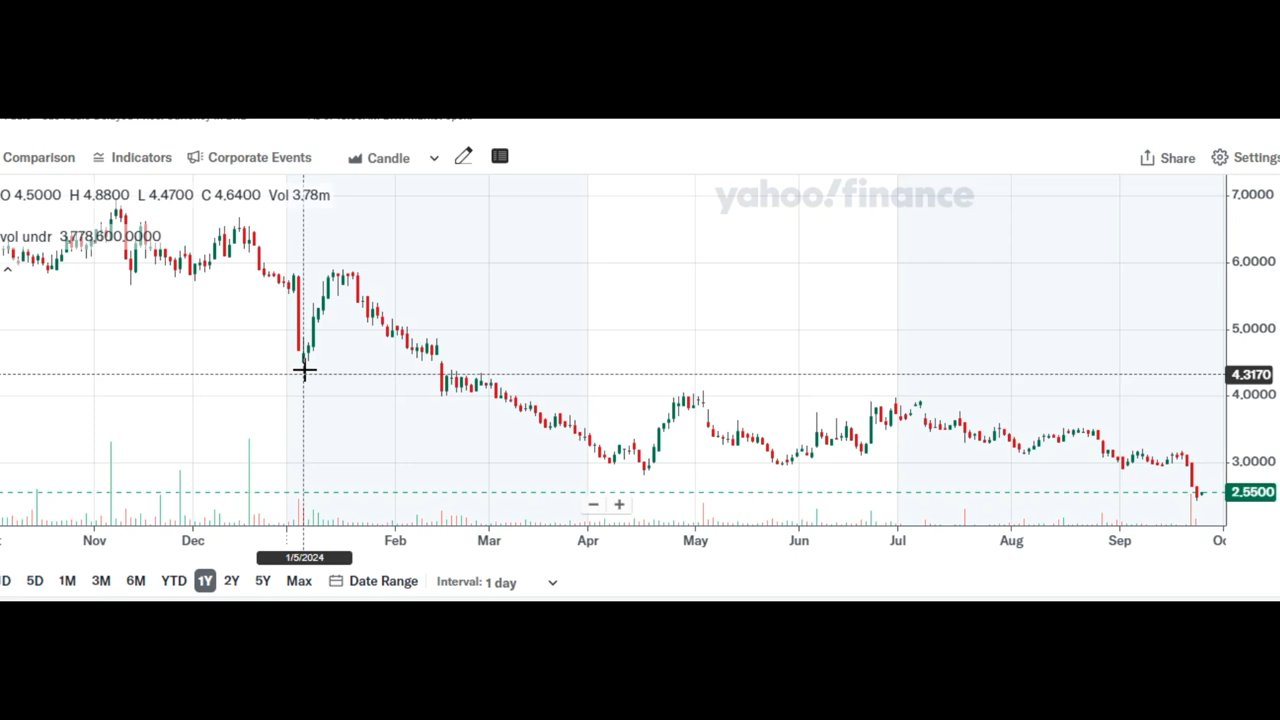 Comparison Indicators Corporate Events Candle Share Settings
yahoo!finance
O 4.5000 H 4.8800 L 4.4700 C 4.6400 Vol 3.78m
vol undr 3,778,600.0000
7.0000
6.0000
5.0000
4.3170
4.0000
3.0000
2.5500
Nov Dec Feb Mar Apr May Jun Jul Aug Sep
1/5/2024
5D 1M 3M 6M YTD 1Y 2Y 5Y Max Date Range Interval: 1 day